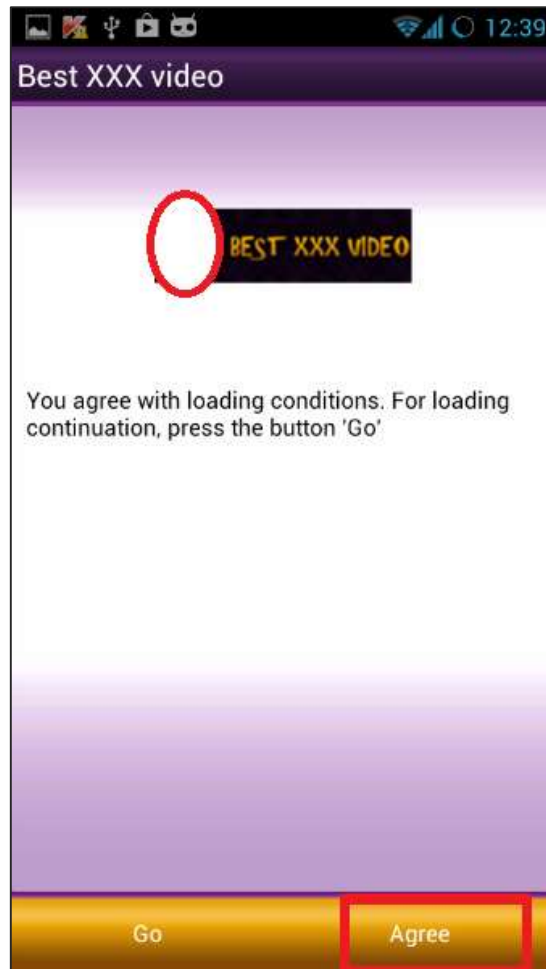 12:39
Best XXX video
BEST XXX VIDEO
You agree with loading conditions. For loading
continuation, press the button 'Go'
Go
Agree